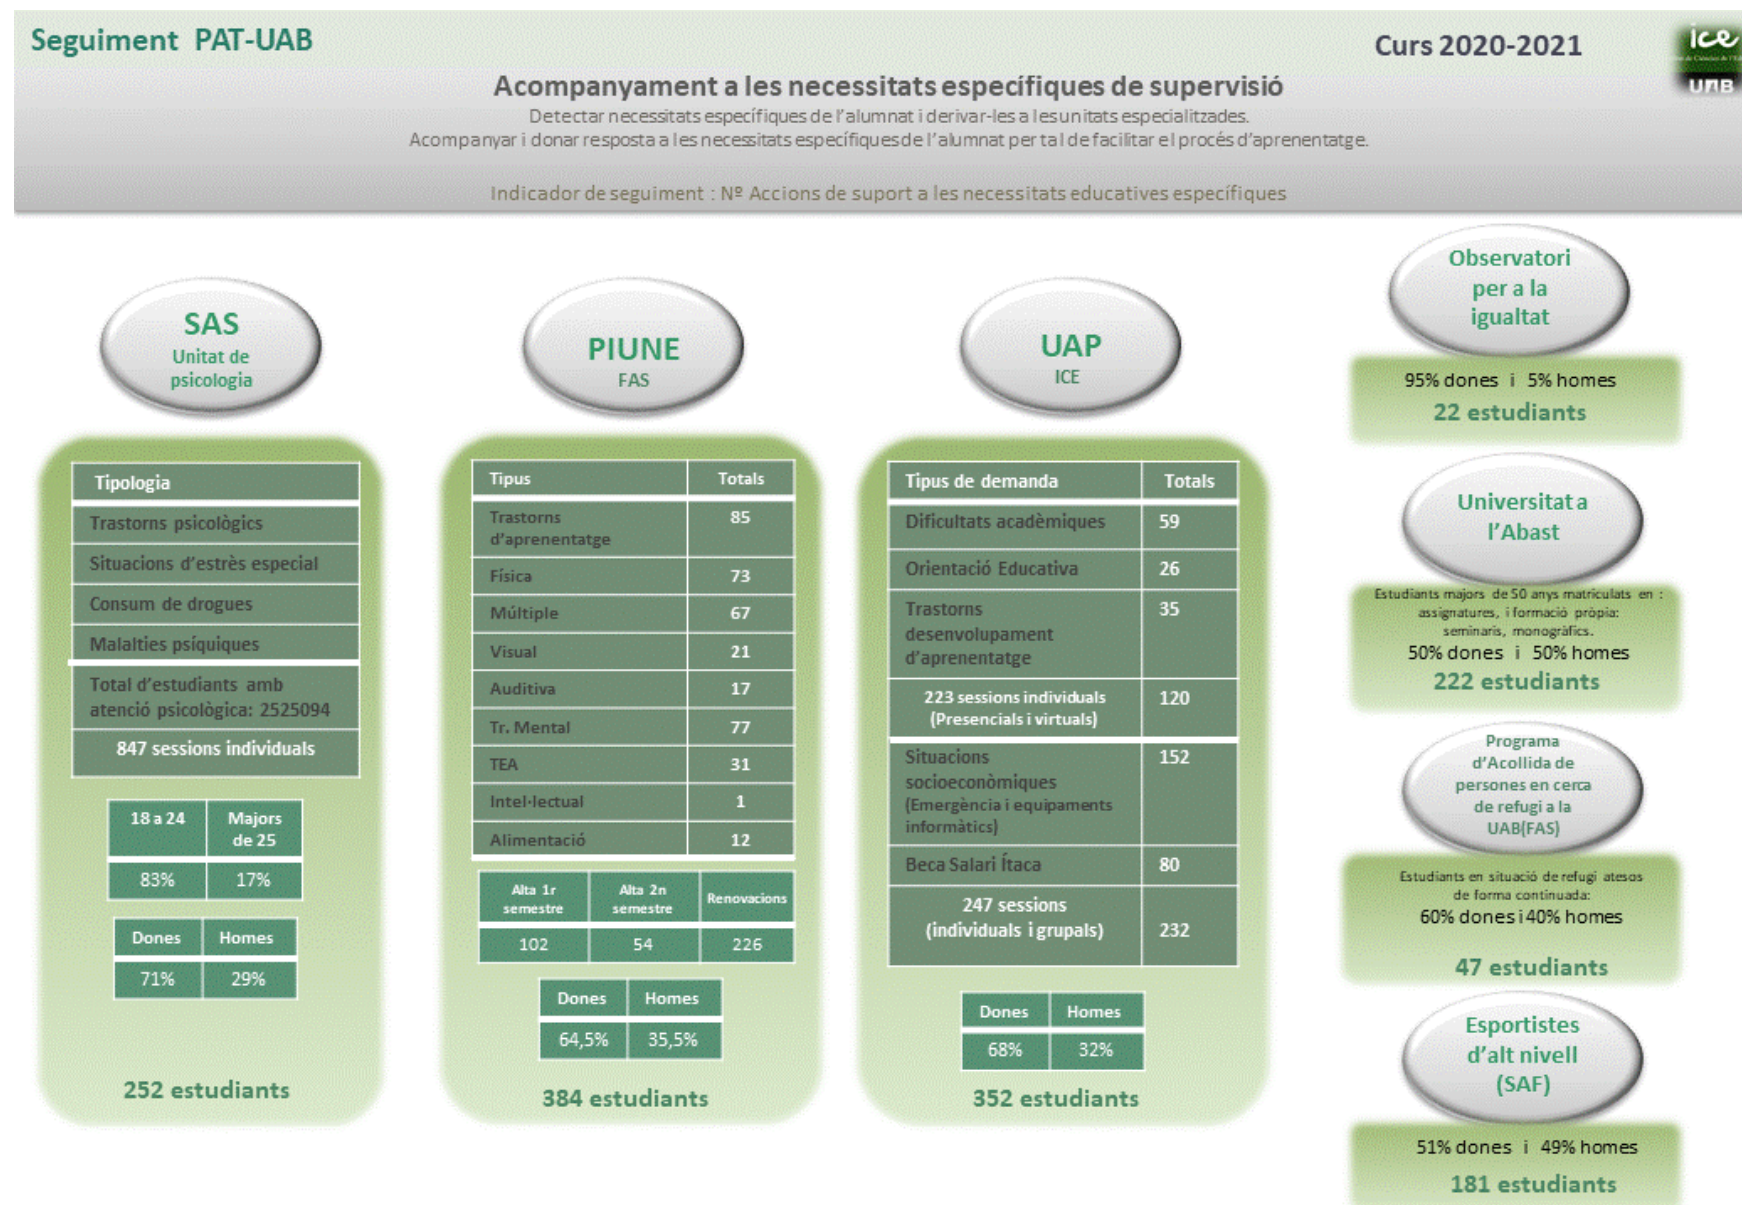 Seguiment PAT-UAB
Curs 2020-2021
ice
UAB
Acompanyament a les necessitats específiques de supervisió
Detectar necessitats específiques de l'alumnat i derivar-les a les unitats especialitzades.
Acompanyar i donar resposta a les necessitats específiques de l'alumnat per tal de facilitar el procés d'aprenentatge.
Indicador de seguiment : Nº Accions de suport a les necessitats educatives específiques
SAS
Unitat de
psicologia
Tipologia
Trastorns psicològics
Situacions d'estrès especial
Consum de drogues
Malalties psíquiques
Total d'estudiants amb
atenció psicològica: 2525094
847 sessions individuals
18 a 24 Majors
de 25
83% 17%
Dones Homes
71% 29%
252 estudiants
PIUNE
FAS
Tipus Totals
Trastorns 85
d'aprenentatge
Física 73
Múltiple 67
Visual 21
Auditiva 17
Tr. Mental 77
TEA 31
Intel·lectual 1
Alimentació 12
Alta 1r Alta 2n Renovacions
semestre semestre
102 54 226
Dones Homes
64,5% 35,5%
384 estudiants
UAP
ICE
Tipus de demanda Totals
Dificultats acadèmiques 59
Orientació Educativa 26
Trastorns 35
desenvolupament
d'aprenentatge
223 sessions individuals 120
(Presencials i virtuals)
Situacions 152
socioeconòmiques
(Emergència i equipaments
informàtics)
Beca Salari Ítaca 80
247 sessions
(individuals i grupals) 232
Dones Homes
68% 32%
352 estudiants
Observatori
per a la
igualtat
95% dones i 5% homes
22 estudiants
Universitat a
l'Abast
Estudiants majors de 50 anys matriculats en :
assignatures, i formació pròpia:
seminaris, monogràfics.
50% dones i 50% homes
222 estudiants
Programa
d'Acollida de
persones en cerca
de refugi a la
UAB(FAS)
Estudiants en situació de refugi atesos
de forma continuada:
60% dones i 40% homes
47 estudiants
Esportistes
d'alt nivell
(SAF)
51% dones i 49% homes
181 estudiants